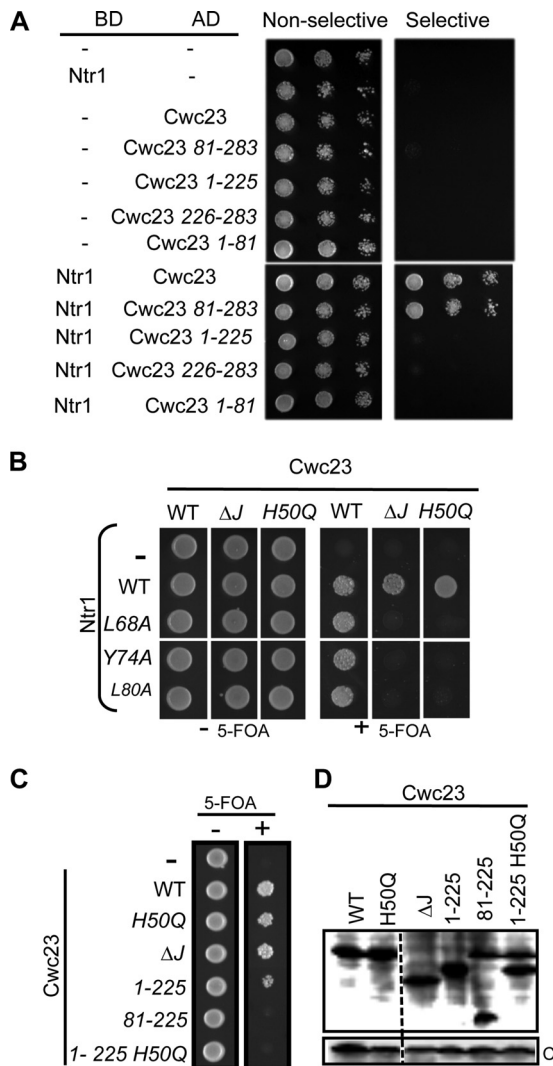 A
BD AD Non-selective Selective
- -
Ntr1 -
- Cwc23
- Cwc23 81-283
- Cwc23 1-225
- Cwc23 226-283
- Cwc23 1-81
Ntr1 Cwc23
Ntr1 Cwc23 81-283
Ntr1 Cwc23 1-225
Ntr1 Cwc23 226-283
Ntr1 Cwc23 1-81
B
Cwc23
WT ΔJ H50Q WT ΔJ H50Q
Ntr1
-
WT
L68A
Y74A
L80A
- 5-FOA + 5-FOA
C
5-FOA
- +
Cwc23
-
WT
H50Q
ΔJ
1-225
81-225
1- 225 H50Q
D
Cwc23
WT H50Q ΔJ 1-225 81-225 1-225 H50Q